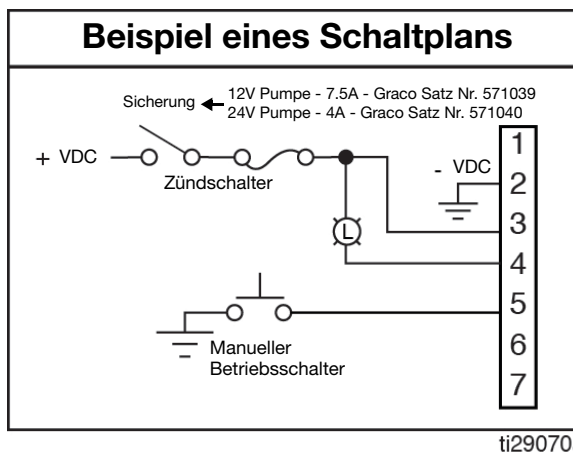 Beispiel eines Schaltplans
12V Pumpe - 7.5A - Graco Satz Nr. 571039
Sicherung
24V Pumpe - 4A - Graco Satz Nr. 571040
+ VDC
Zündschalter
- VDC
1
2
3
L
4
5
Manueller
Betriebsschalter
6
7
ti29070